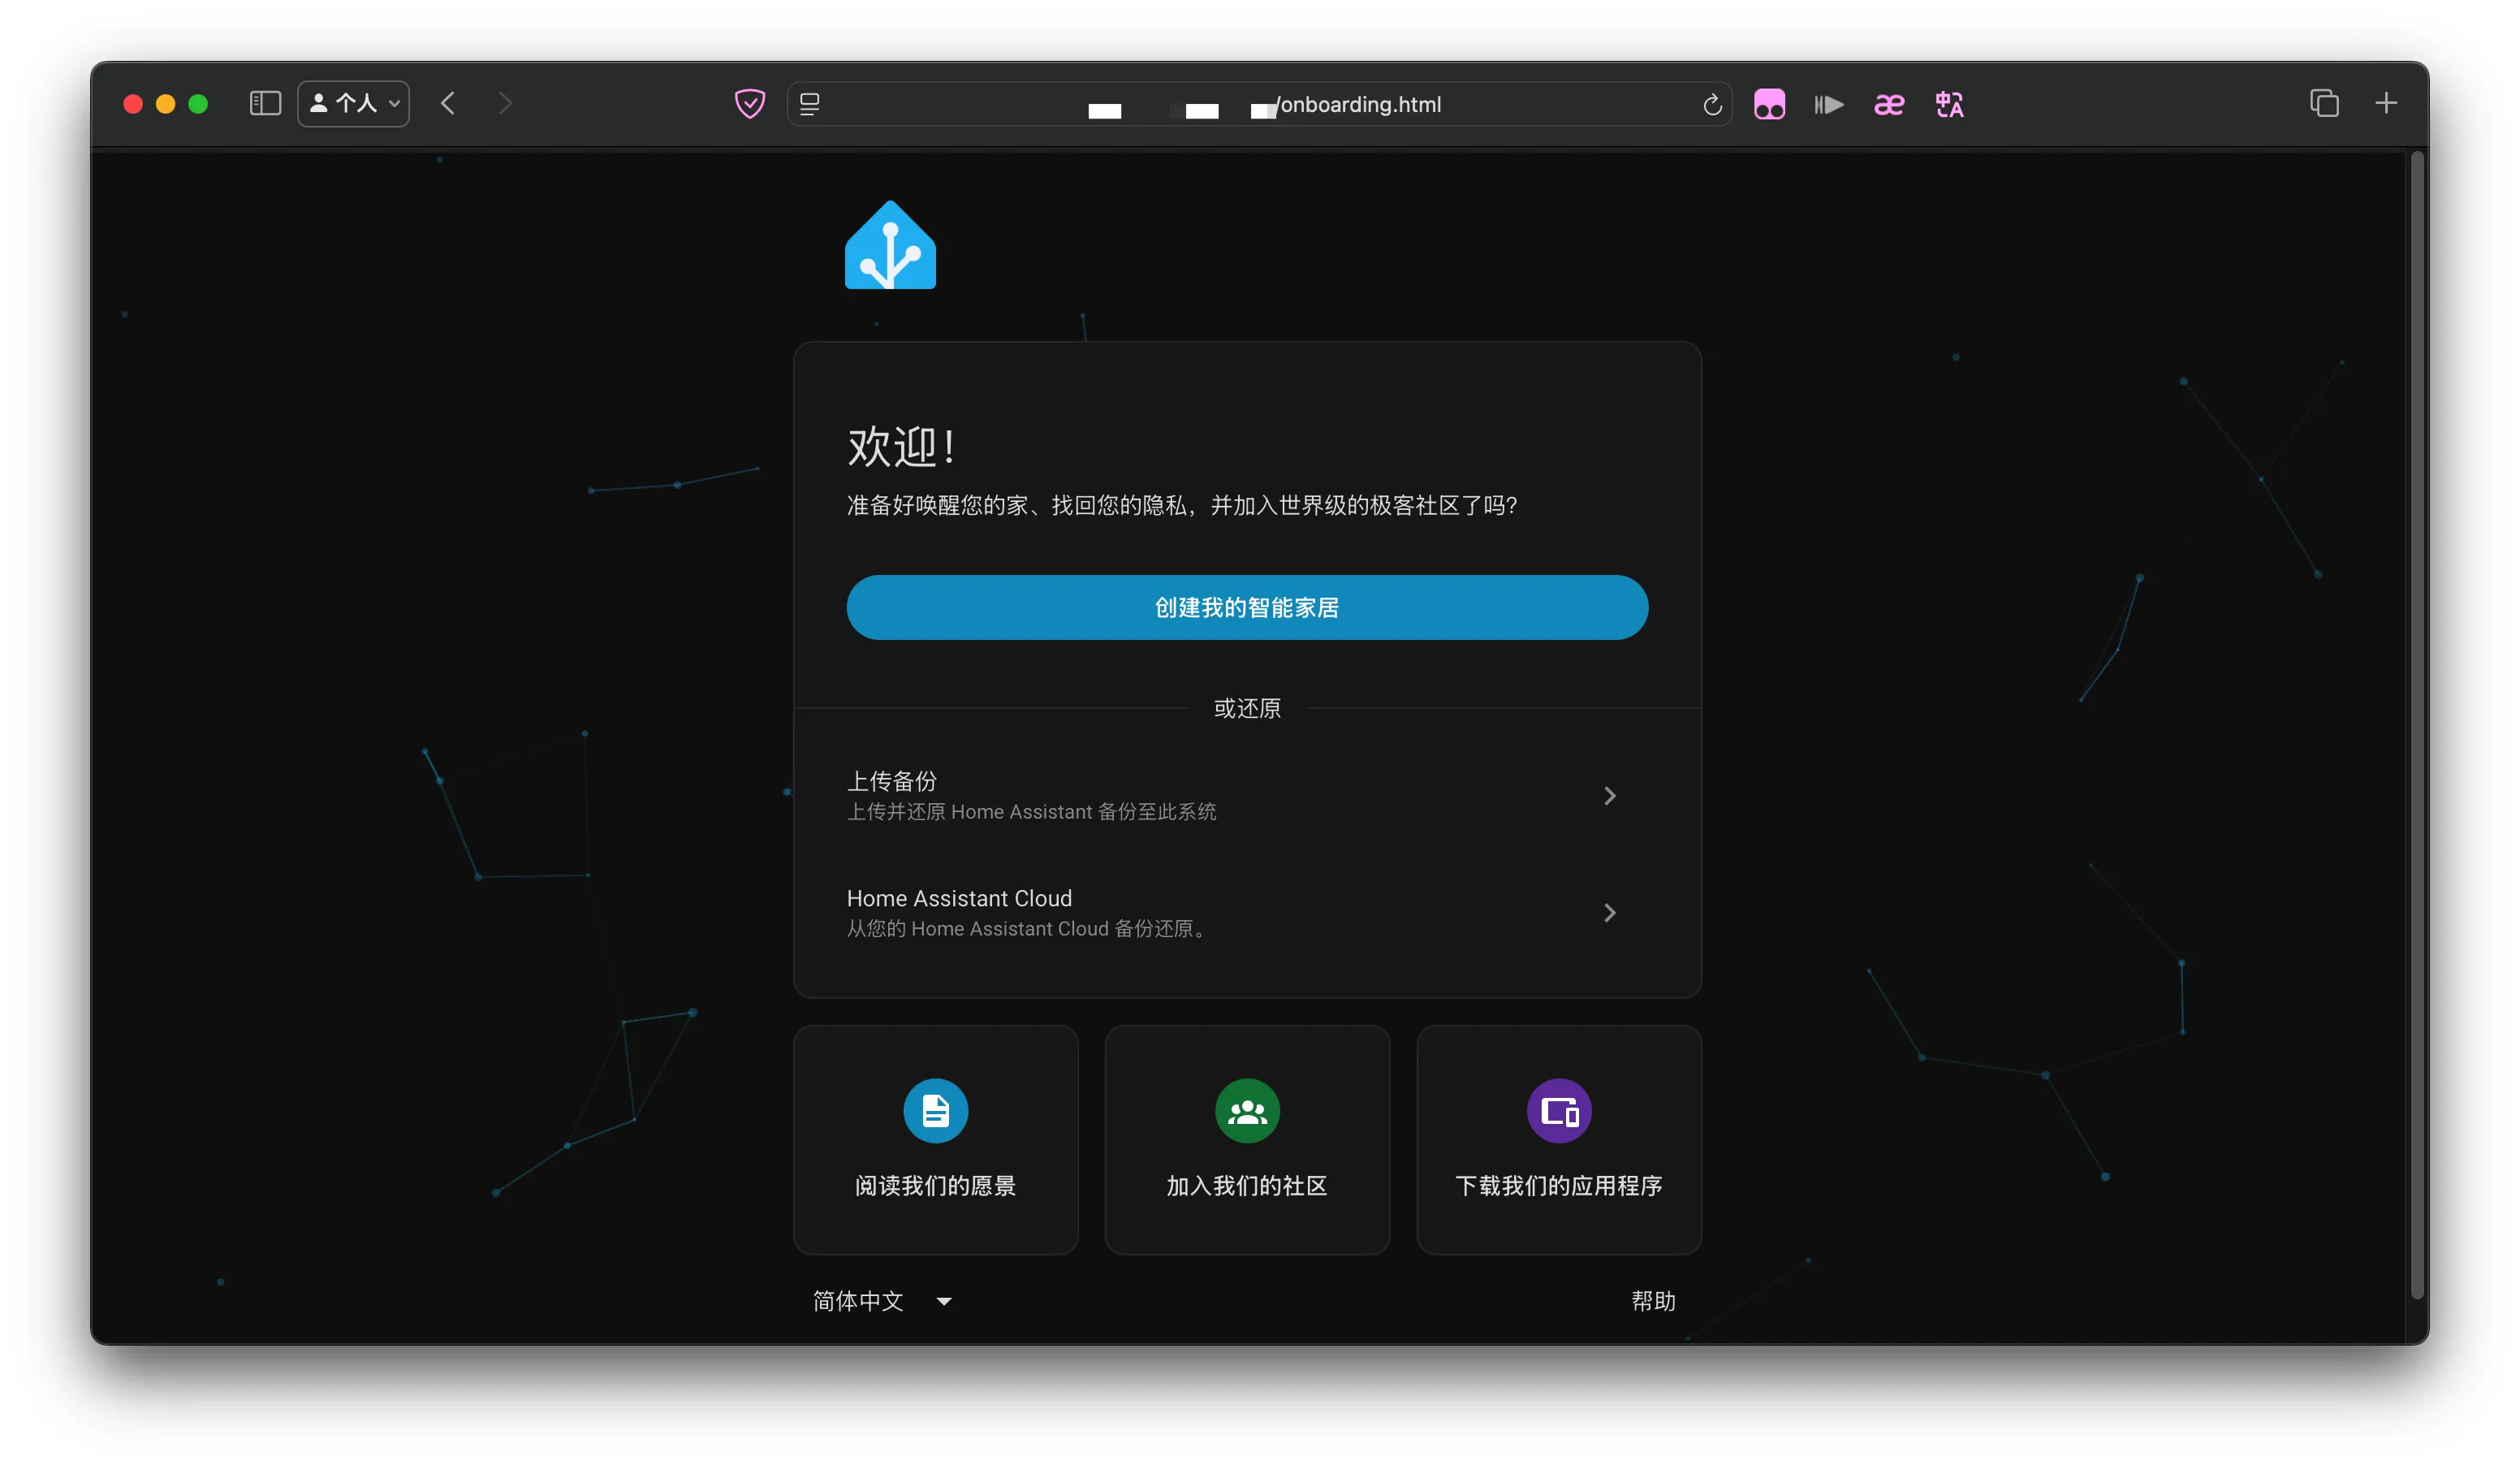 个人
/onboarding.html
欢迎！
准备好唤醒您的家、找回您的隐私，并加入世界级的极客社区了吗？
创建我的智能家居
或还原
上传备份
上传并还原 Home Assistant 备份至此系统
Home Assistant Cloud
从您的 Home Assistant Cloud 备份还原。
阅读我们的愿景
加入我们的社区
下载我们的应用程序
简体中文
帮助